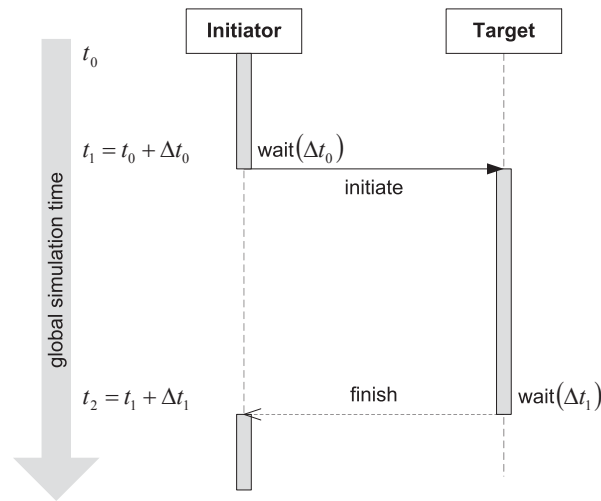 Initiator
Target
t₀
t₁ = t₀ + Δt₀
wait(Δt₀)
initiate
global simulation time
t₂ = t₁ + Δt₁
finish
wait(Δt₁)